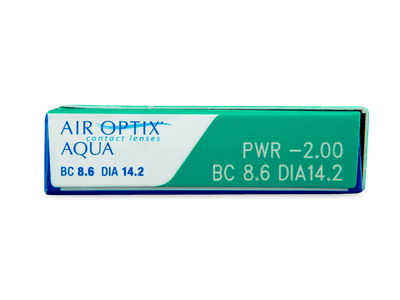 AIR OPTIX
contact lenses
AQUA
BC 8.6 DIA 14.2
PWR -2.00
BC 8.6 DIA14.2